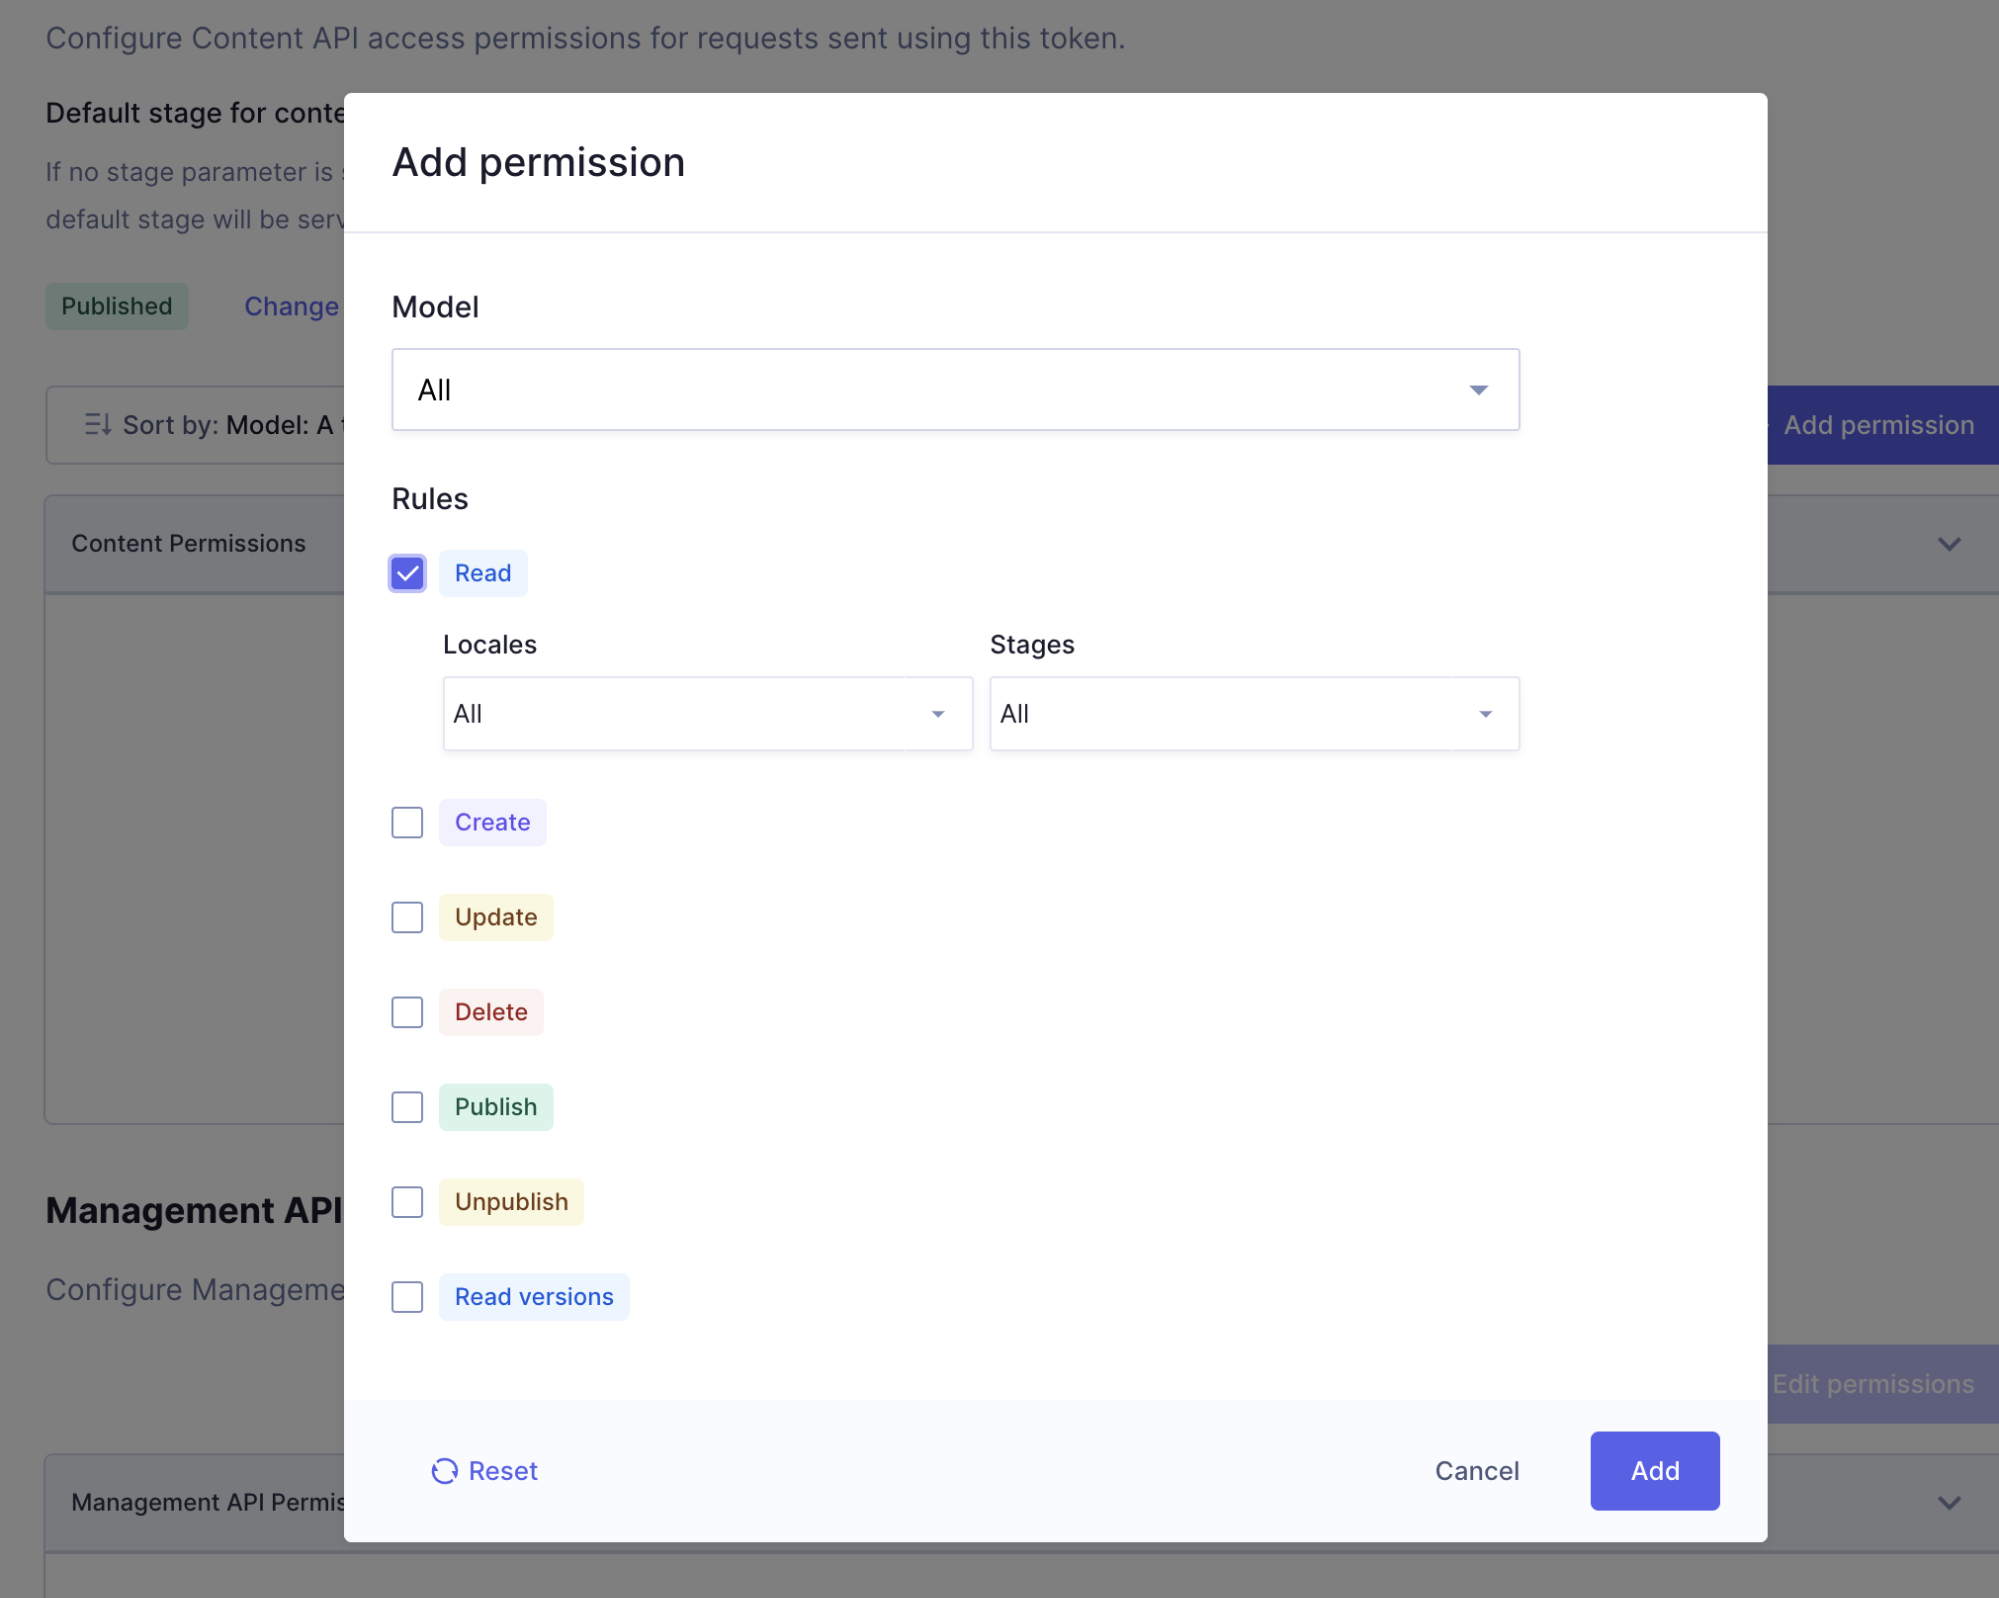 Configure Content API access permissions for requests sent using this token.
Default stage for conte
If no stage parameter is
default stage will be serv
Published Change
Sort by: Model: A
Add permission
Content Permissions
Management API
Configure Manageme
Edit permissions
Management API Permis
Add permission
Model
All
Rules
Read
Locales Stages
All All
Create
Update
Delete
Publish
Unpublish
Read versions
Reset Cancel Add